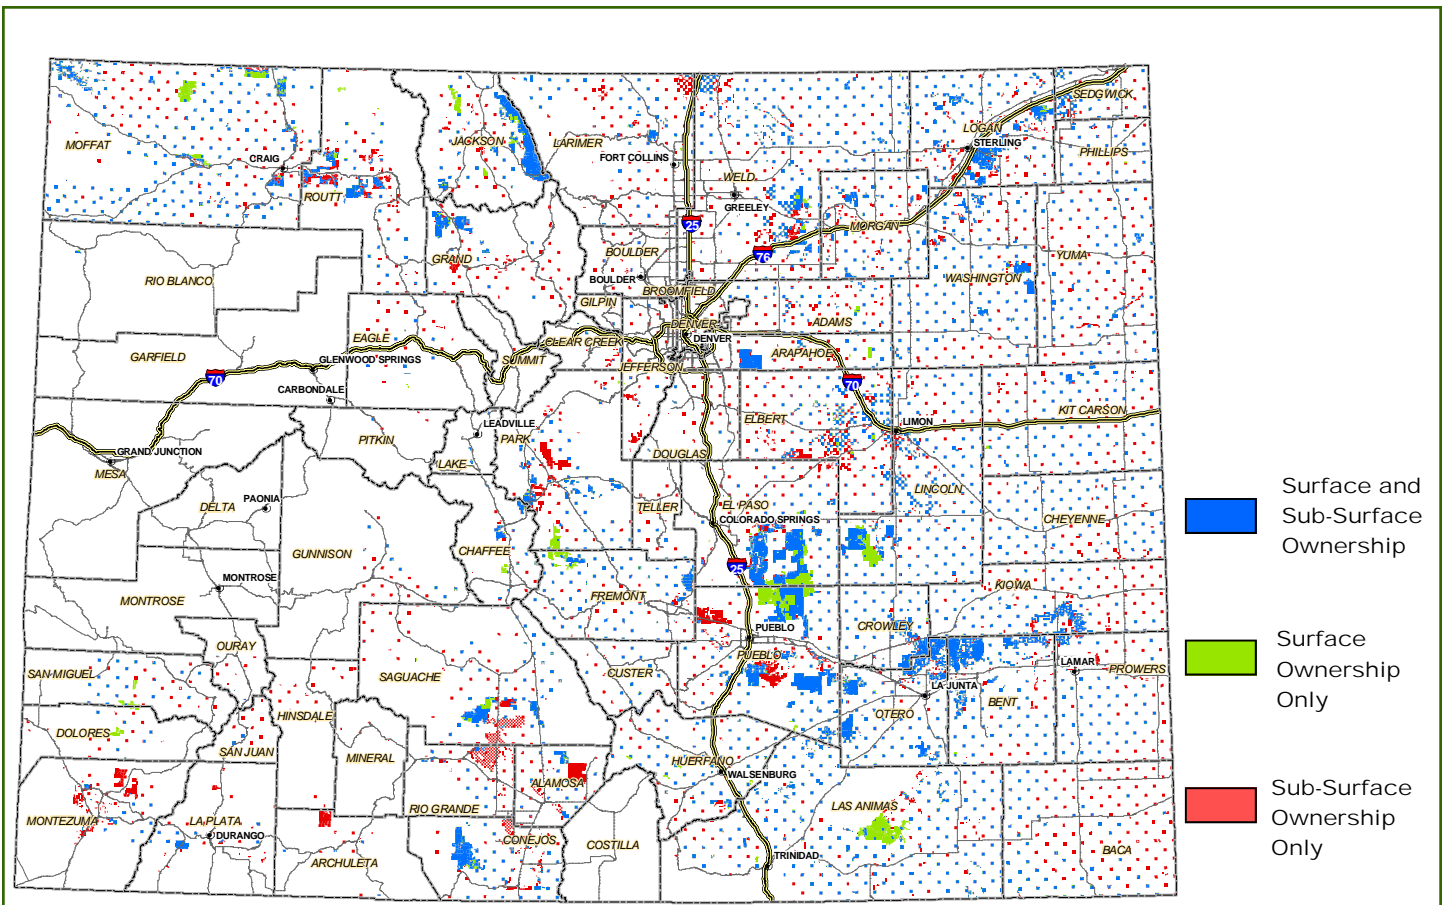 SEDGWICK
LOGAN
STERLING
PHILLIPS
MOFFAT
CRAIG
JACKSON
LARIMER
FORT COLLINS
WELD
ROUTT
GREELEY
25
MORGAN
76
YUMA
WASHINGTON
GRAND
BOULDER
BOULDER
RIO BLANCO
BROOMFIELD
GILPIN
DENVER
DENVER
ADAMS
EAGLE
CLEAR CREEK
ARAPAHOE
GARFIELD
GLENWOOD SPRINGS
SUMMIT
JEFFERSON
70
70
CARBONDALE
KIT CARSON
ELBERT
LIMON
LEADVILLE
PARK
PITKIN
GRAND JUNCTION
DOUGLAS
MESA
LAKE
LINCOLN
PAONIA
DELTA
TELLER
EL PASO
COLORADO SPRINGS
CHEYENNE
GUNNISON
CHAFFEE
25
MONTROSE
MONTROSE
FREMONT
KIOWA
PUEBLO
CROWLEY
OURAY
PUEBLO
SAN MIGUEL
SAGUACHE
CUSTER
LAMAR
PROWERS
LA JUNTA
BENT
HINSDALE
OTERO
DOLORES
SAN JUAN
MINERAL
HUERFANO
WALSENBURG
ALAMOSA
RIO GRANDE
LAS ANIMAS
MONTEZUMA
LA PLATA
DURANGO
CONEJOS
COSTILLA
ARCHULETA
TRINIDAD
BACA
Surface and
Sub-Surface
Ownership
Surface
Ownership
Only
Sub-Surface
Ownership
Only